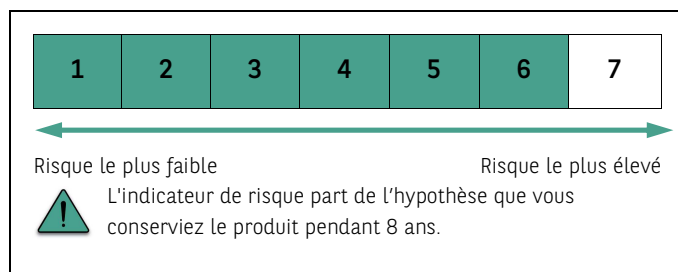 1 2 3 4 5 6 7
Risque le plus faible Risque le plus élevé
! L'indicateur de risque part de l’hypothèse que vous
conserviez le produit pendant 8 ans.